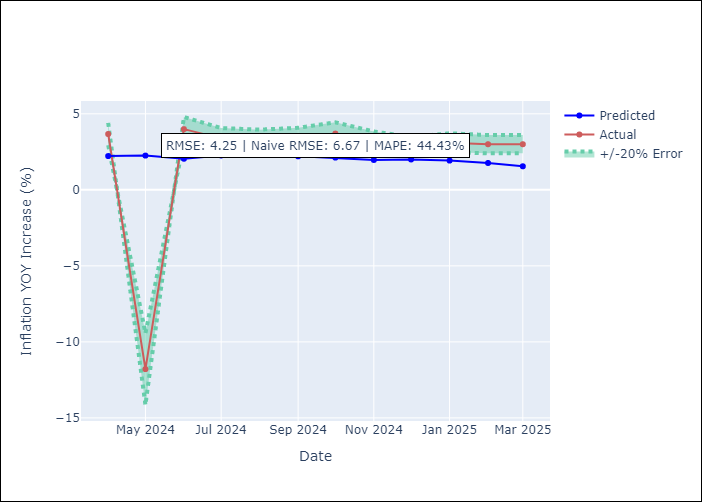 Predicted
Actual
+/-20% Error
RMSE: 4.25 | Naive RMSE: 6.67 | MAPE: 44.43%
5
0
−5
−10
−15
Inflation YOY Increase (%)
May 2024
Jul 2024
Sep 2024
Nov 2024
Jan 2025
Mar 2025
Date